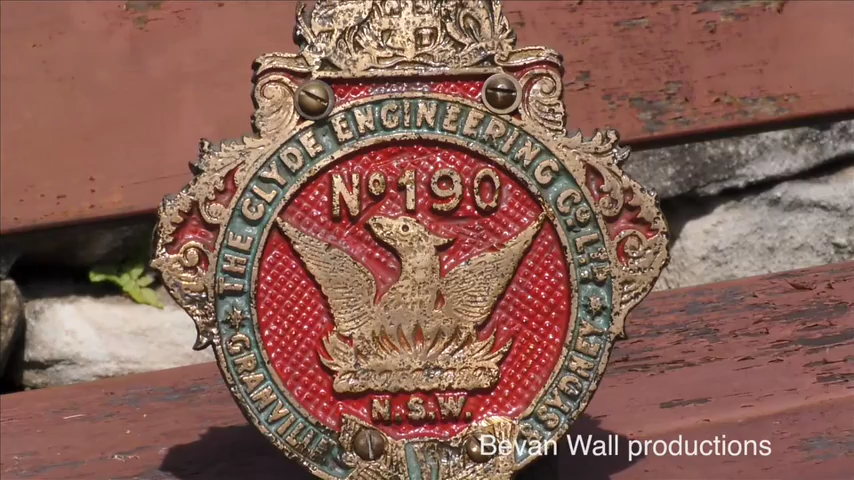 THE CLYDE ENGINEERING Co. LTD
No 190
N.S.W.
GRANVILLE
SYDNEY
Bevan Wall productions